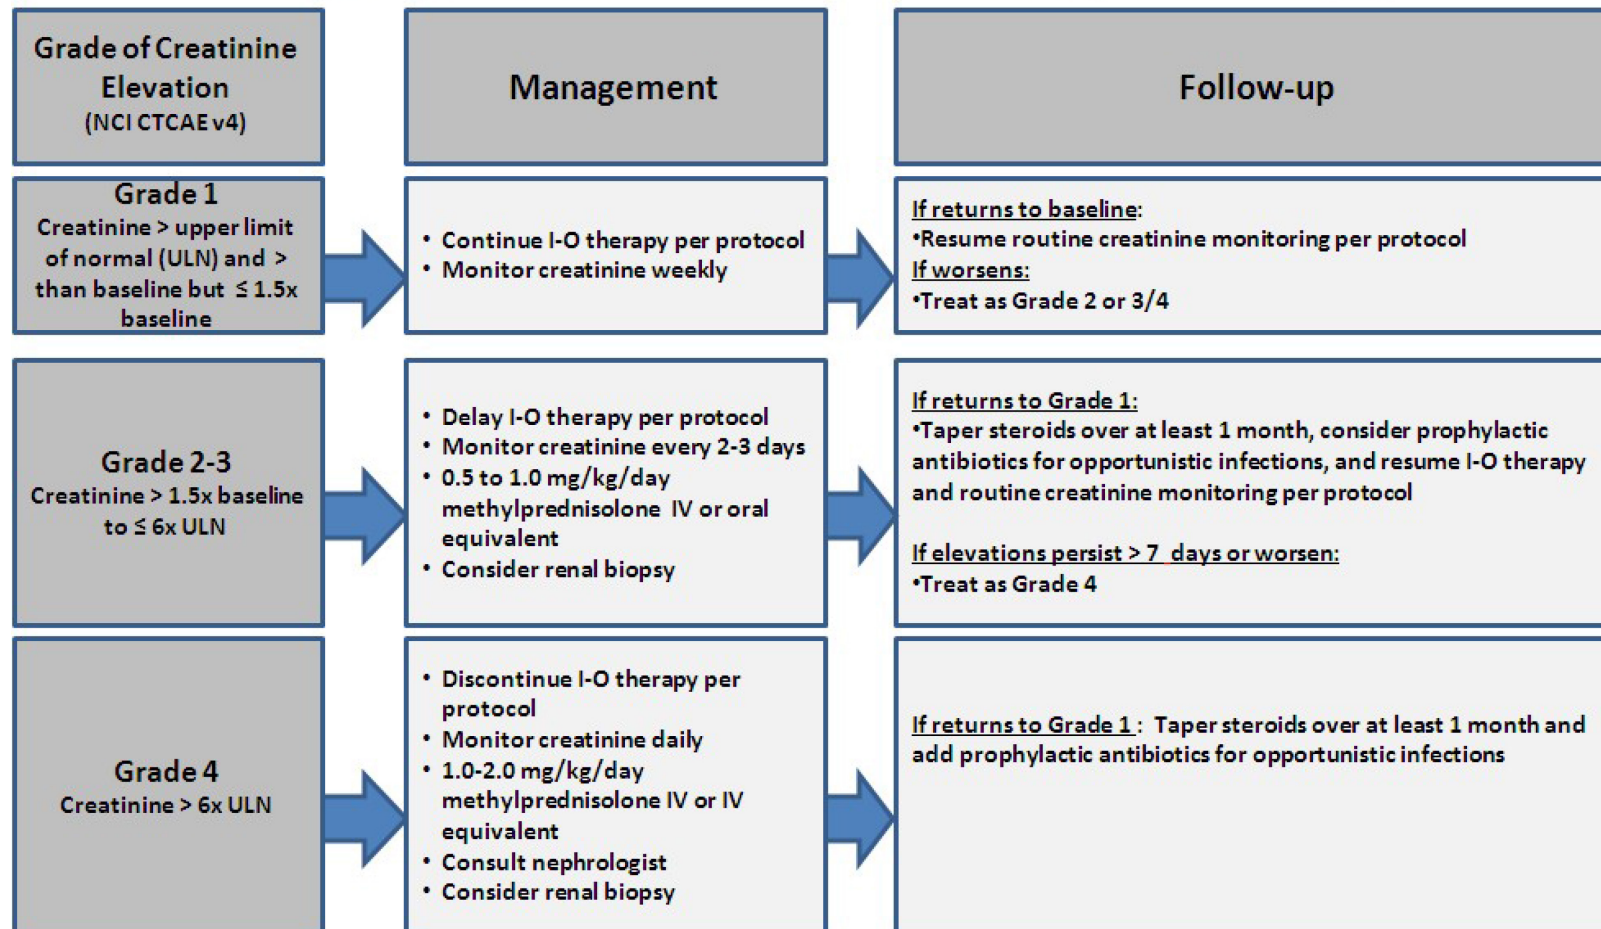 Grade of Creatinine
Elevation
(NCI CTCAE v4)
Management
Follow-up
Grade 1
Creatinine > upper limit
of normal (ULN) and >
than baseline but ≤ 1.5x
baseline
• Continue I-O therapy per protocol
• Monitor creatinine weekly
If returns to baseline:
•Resume routine creatinine monitoring per protocol
If worsens:
•Treat as Grade 2 or 3/4
Grade 2-3
Creatinine > 1.5x baseline
to ≤ 6x ULN
• Delay I-O therapy per protocol
• Monitor creatinine every 2-3 days
• 0.5 to 1.0 mg/kg/day
methylprednisolone IV or oral
equivalent
• Consider renal biopsy
If returns to Grade 1:
•Taper steroids over at least 1 month, consider prophylactic
antibiotics for opportunistic infections, and resume I-O therapy
and routine creatinine monitoring per protocol
If elevations persist > 7 days or worsen:
•Treat as Grade 4
Grade 4
Creatinine > 6x ULN
• Discontinue I-O therapy per
protocol
• Monitor creatinine daily
• 1.0-2.0 mg/kg/day
methylprednisolone IV or IV
equivalent
• Consult nephrologist
• Consider renal biopsy
If returns to Grade 1 : Taper steroids over at least 1 month and
add prophylactic antibiotics for opportunistic infections